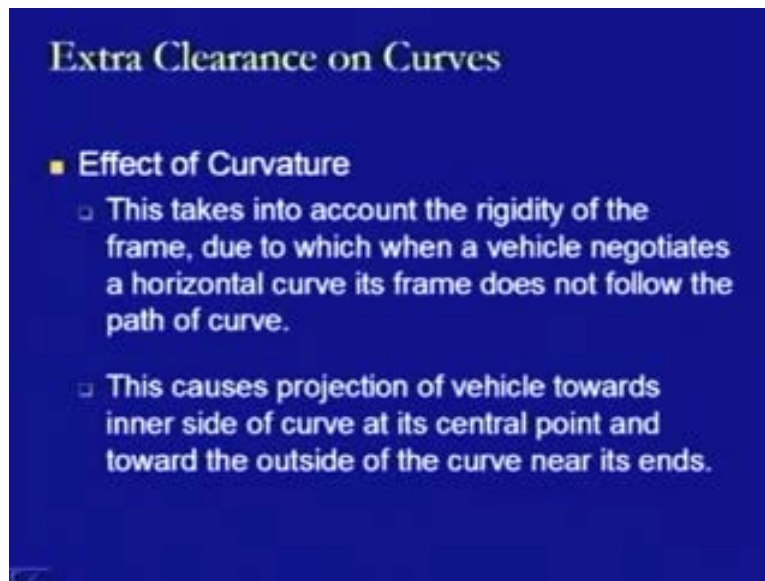 Extra Clearance on Curves
Effect of Curvature
This takes into account the rigidity of the
frame, due to which when a vehicle negotiates
a horizontal curve its frame does not follow the
path of curve.
This causes projection of vehicle towards
inner side of curve at its central point and
toward the outside of the curve near its ends.